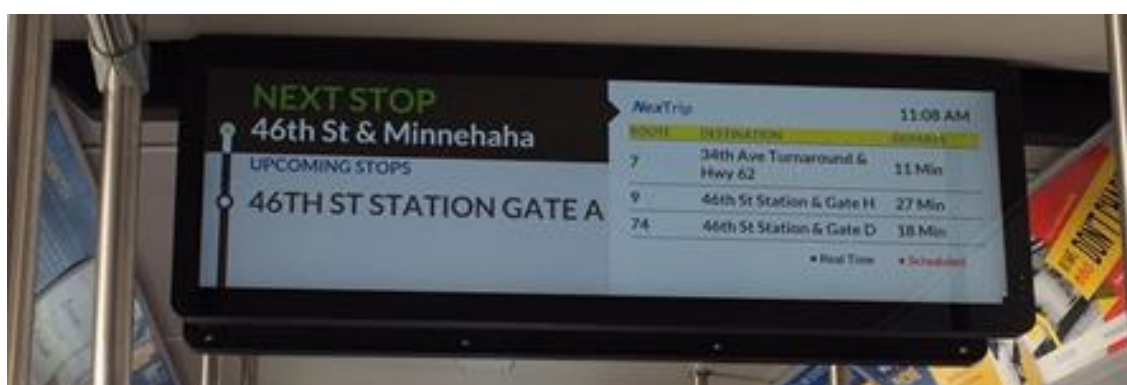 NEXT STOP
46th St & Minnehaha
UPCOMING STOPS
46TH ST STATION GATE A
NexTrip 11:08 AM
ROUTE DESTINATION DEPARTS
7 34th Ave Turnaround &
Hwy 62 11 Min
9 46th St Station & Gate H 27 Min
74 46th St Station & Gate D 18 Min
• Real Time • Scheduled
DON'T